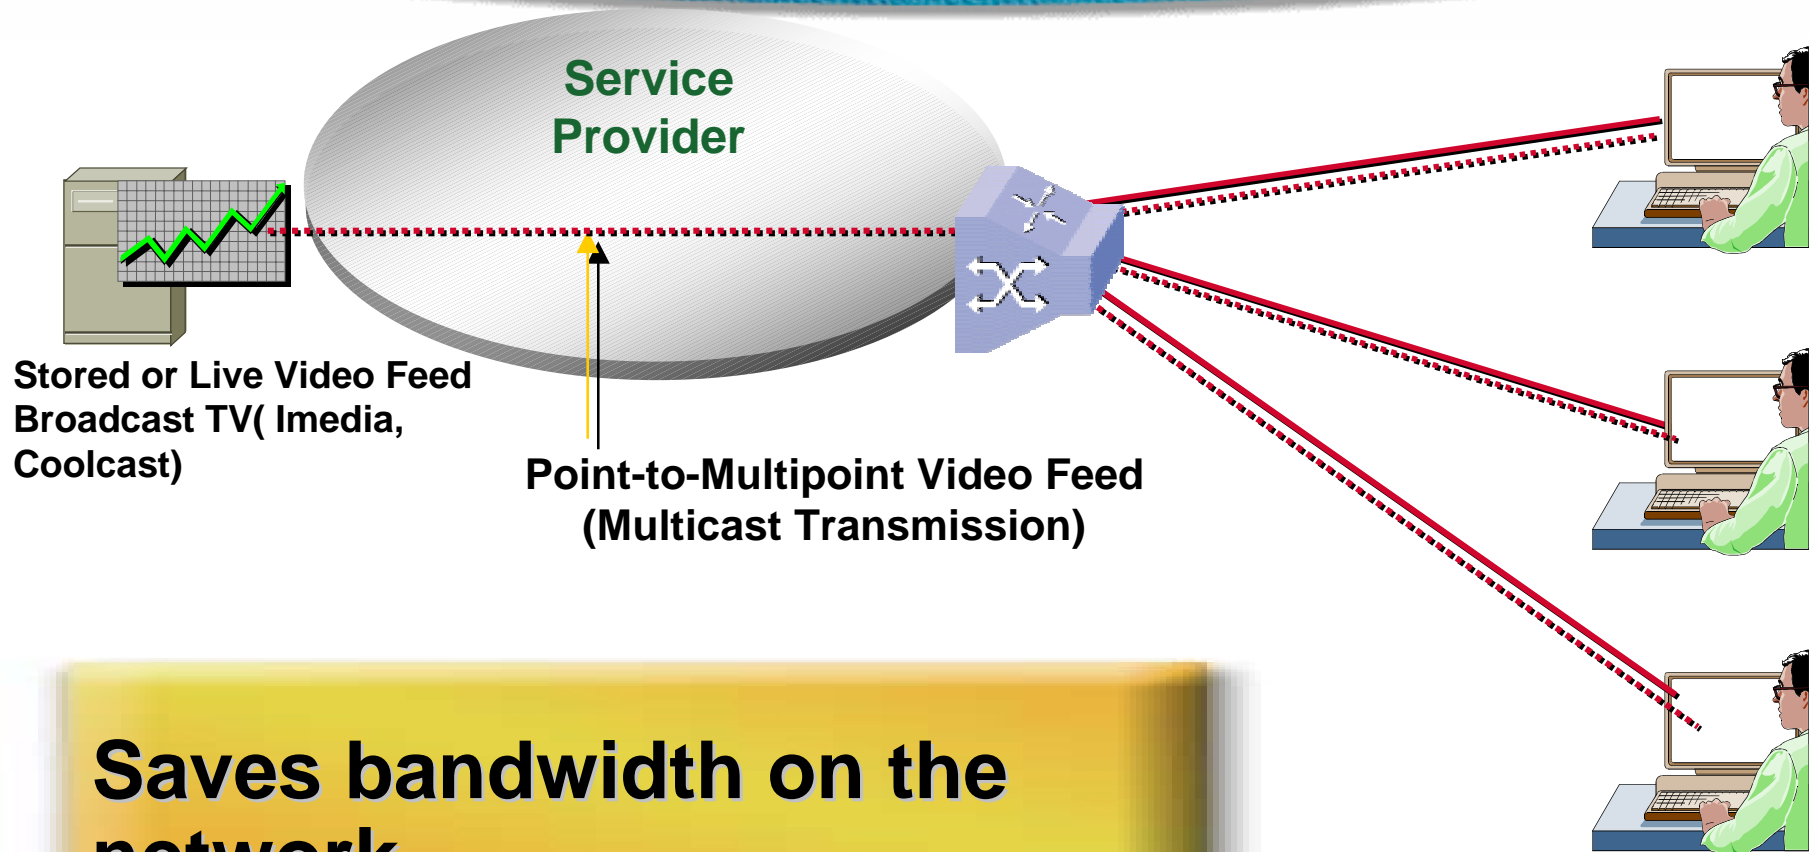 Service
Provider
Stored or Live Video Feed
Broadcast TV( Imedia,
Coolcast)
Point-to-Multipoint Video Feed
(Multicast Transmission)
Saves bandwidth on the
network